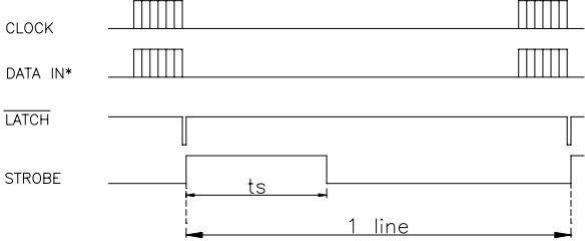 CLOCK
DATA IN*
LATCH
STROBE
ts
1 line